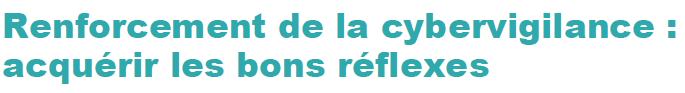 Renforcement de la cybervigilance :
acquérir les bons réflexes